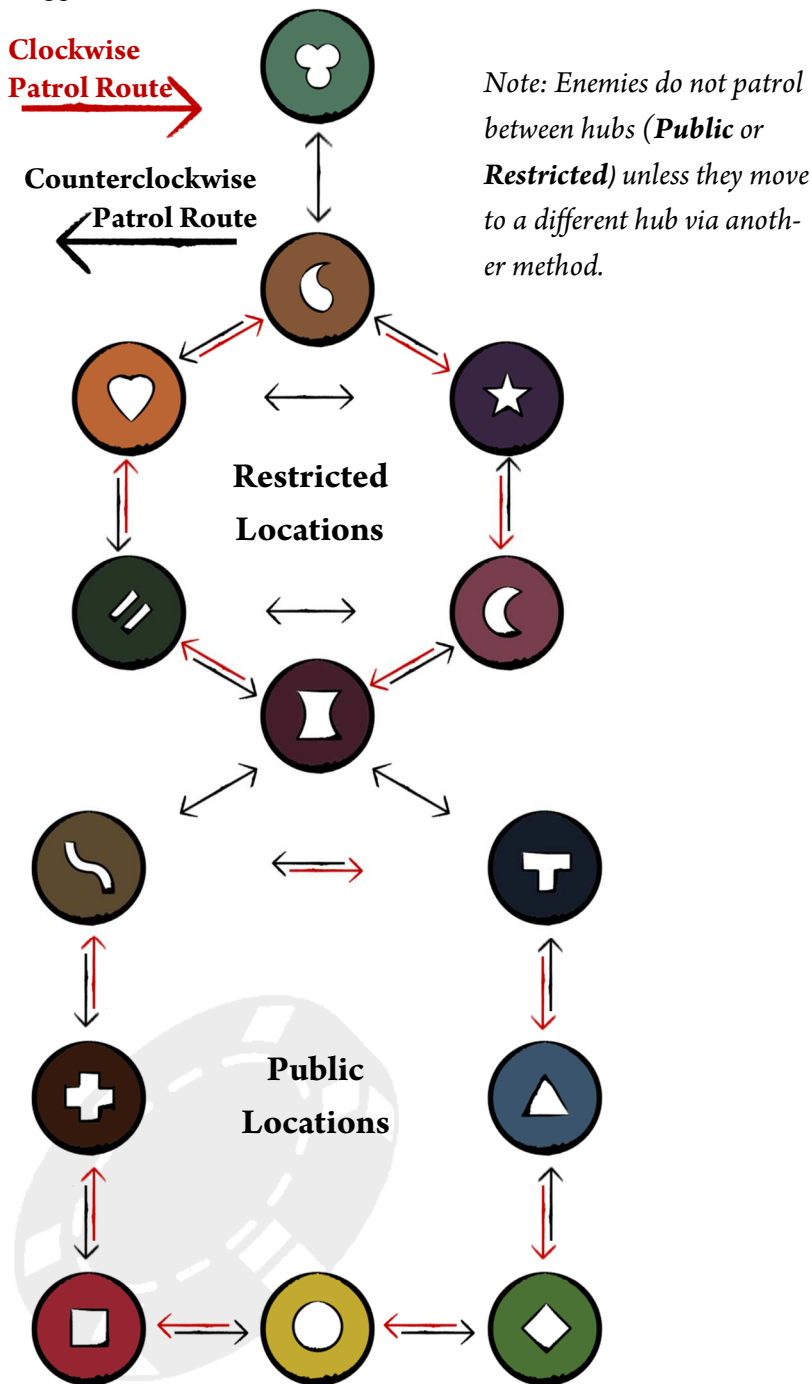 Clockwise
Patrol Route
Counterclockwise
Patrol Route
Note: Enemies do not patrol
between hubs (Public or
Restricted) unless they move
to a different hub via anoth-
er method.
Restricted
Locations
Public
Locations